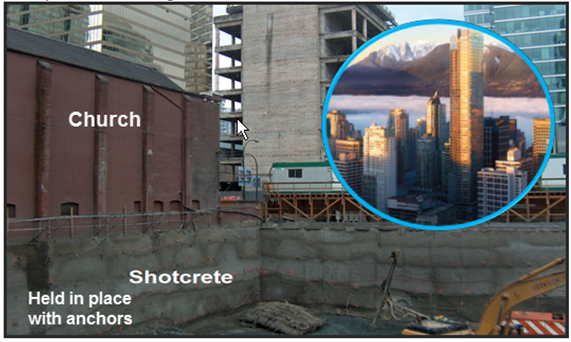 Church
Shotcrete
Held in place
with anchors